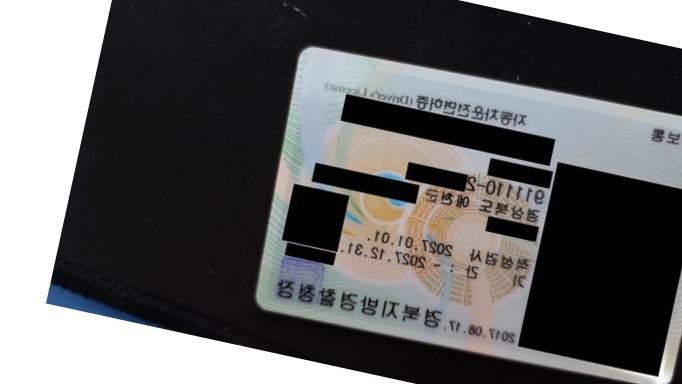 보통 자동차운전면허증 (Driver's License)
911110-2
경상북도 예천군
적성검사 2027.01.01.
기 간 : ~ 2027.12.31.
2017.08.17. 경북지방경찰청장